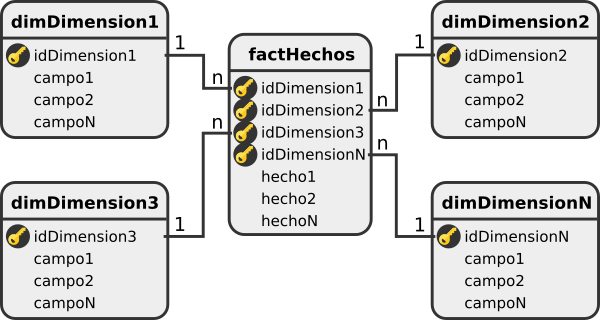 dimDimension1
idDimension1
campo1
campo2
campoN
1
n
factHechos
idDimension1
idDimension2
idDimension3
idDimensionN
hecho1
hecho2
hechoN
dimDimension2
idDimension2
campo1
campo2
campoN
1
n
dimDimension3
idDimension3
campo1
campo2
campoN
1
n
dimDimensionN
idDimensionN
campo1
campo2
campoN
1
n